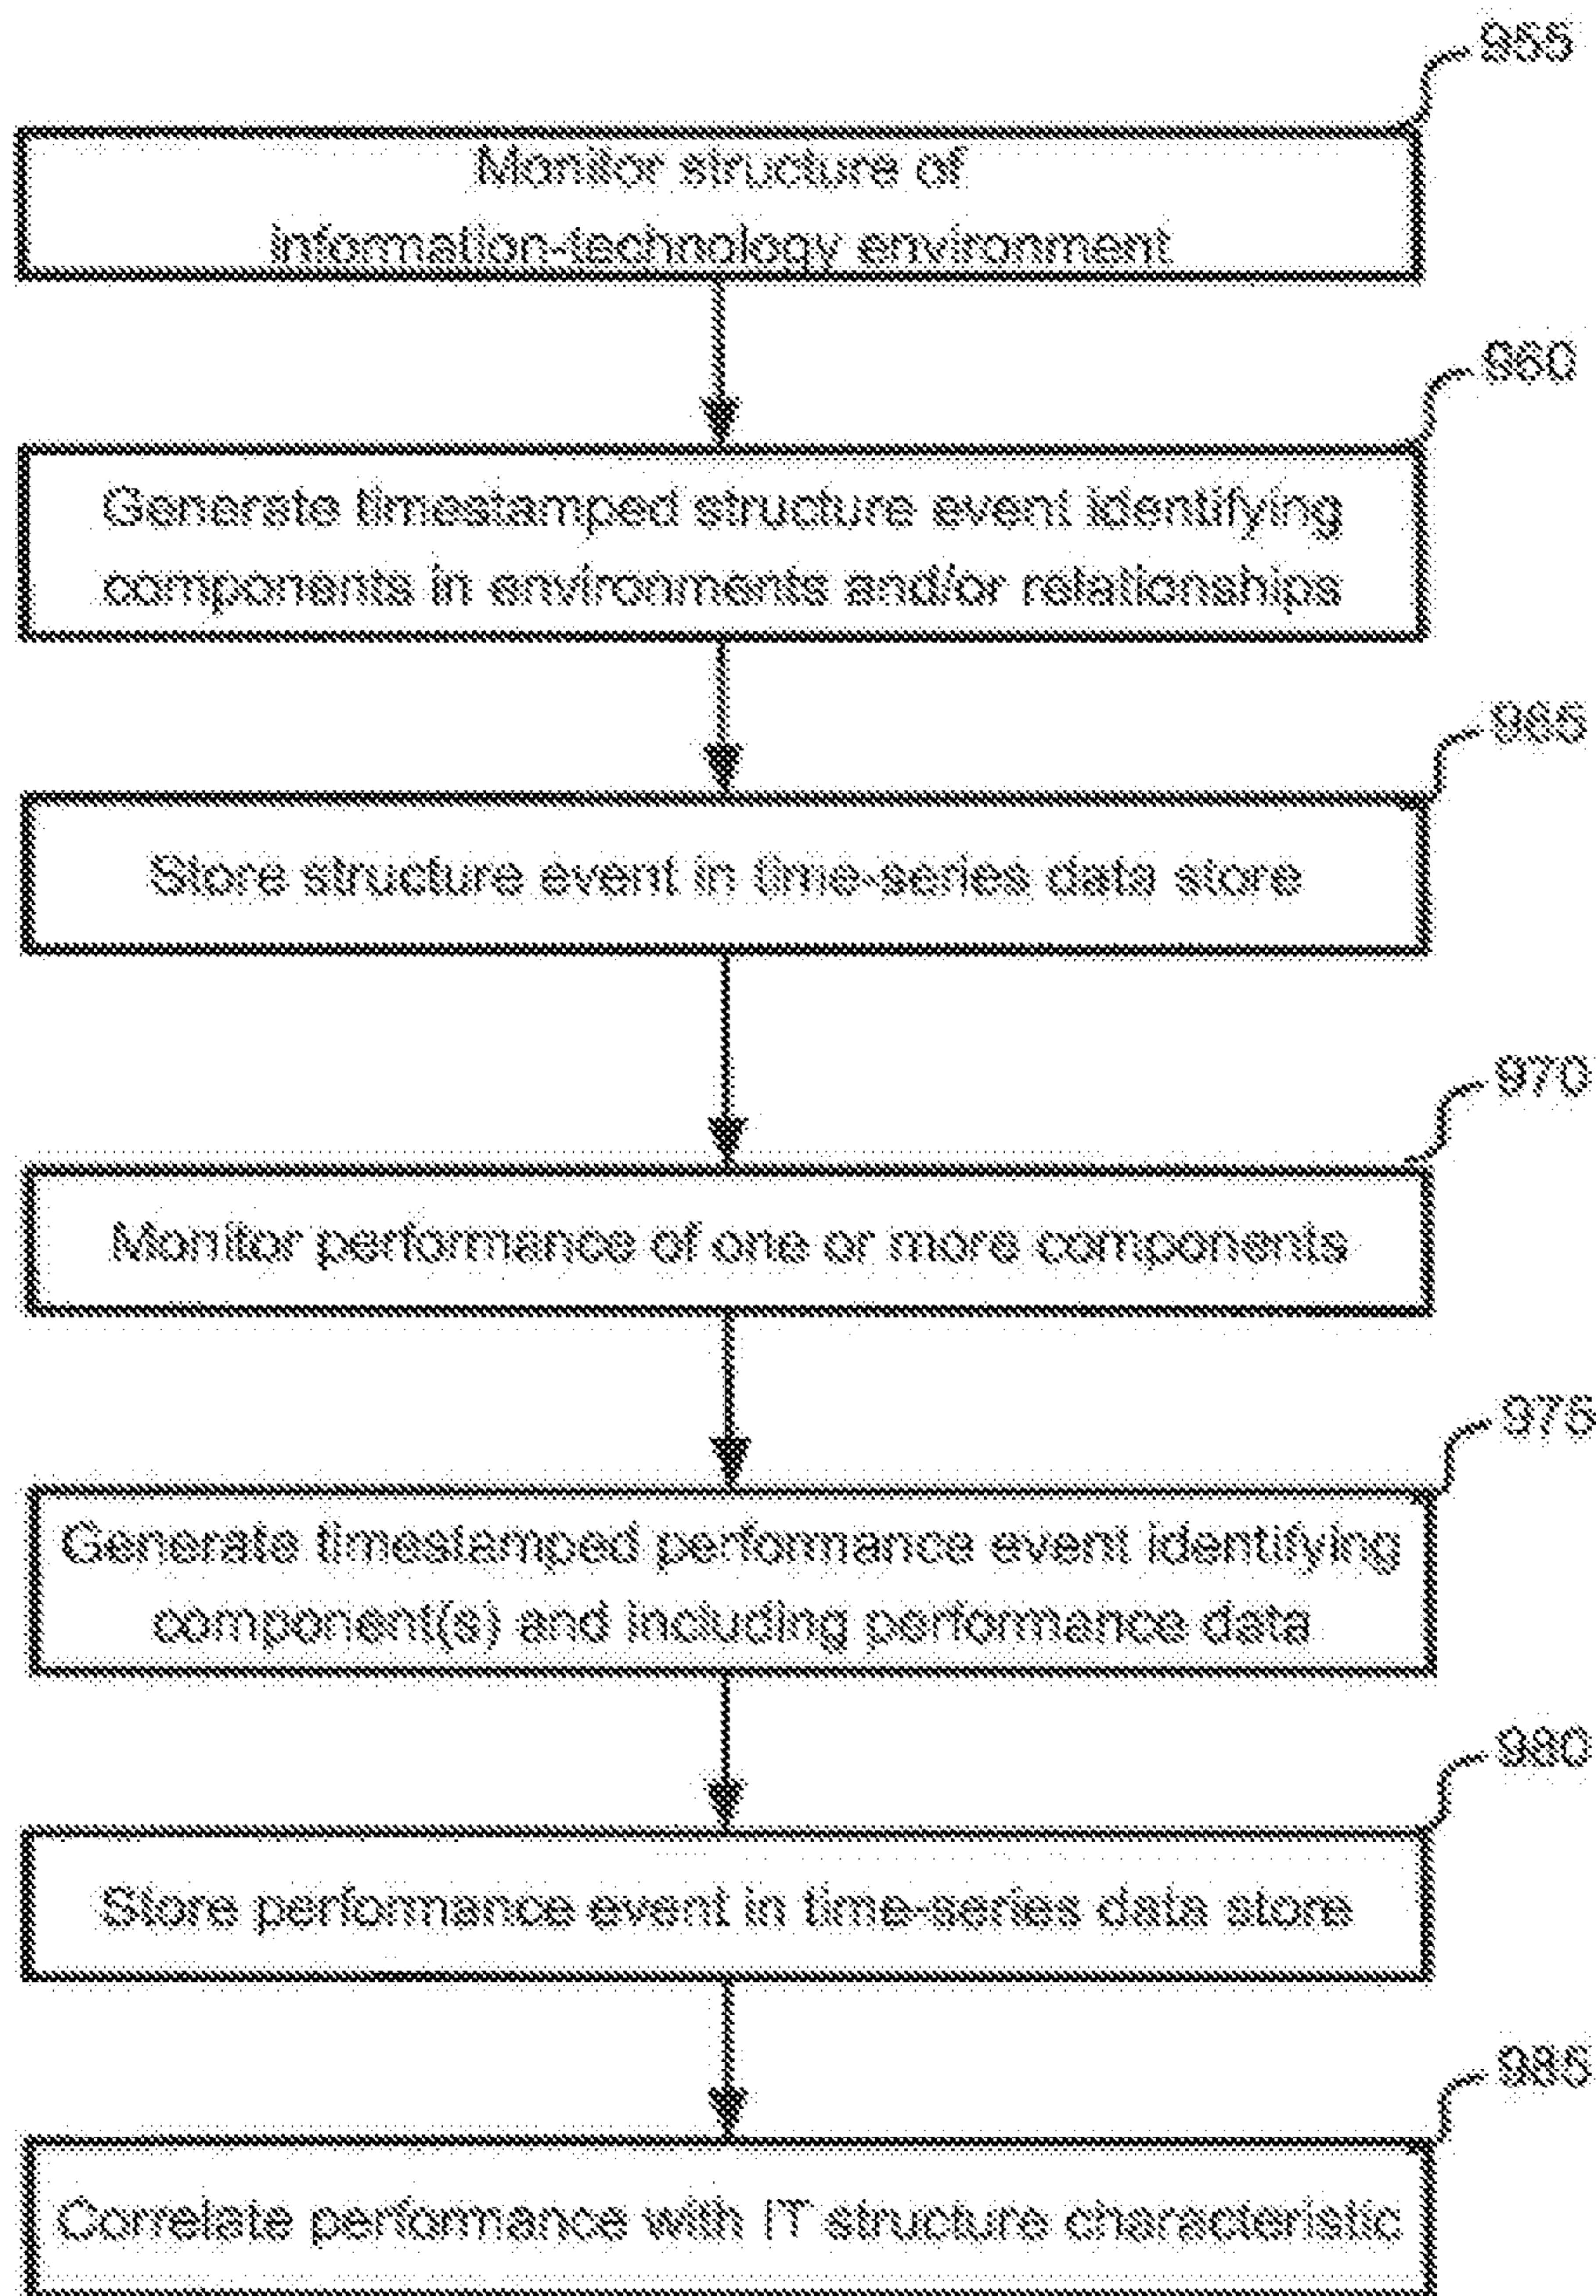 955
Monitor structure of
information-technology environment
960
Generate timestamped structure event identifying
components in environments and/or relationships
965
Store structure event in time-series data store
970
Monitor performance of one or more components
975
Generate timestamped performance event identifying
component(s) and including performance data
980
Store performance event in time-series data store
985
Correlate performance with IT structure characteristic